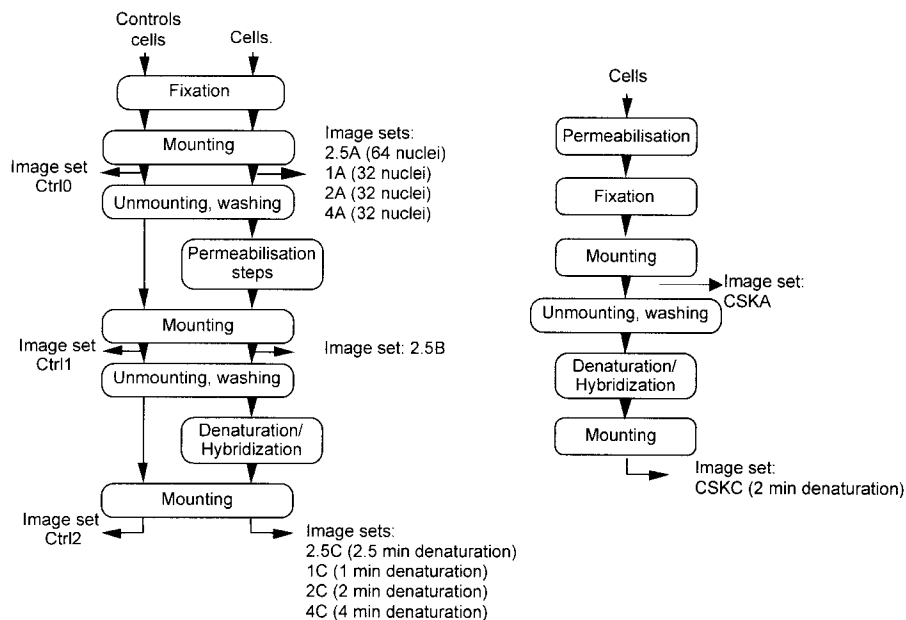 Controls
cells
Cells.
Fixation
Mounting
Image set
Ctrl0
Image sets:
2.5A (64 nuclei)
1A (32 nuclei)
2A (32 nuclei)
4A (32 nuclei)
Unmounting, washing
Permeabilisation
steps
Mounting
Image set
Ctrl1
Image set: 2.5B
Unmounting, washing
Denaturation/
Hybridization
Mounting
Image set
Ctrl2
Image sets:
2.5C (2.5 min denaturation)
1C (1 min denaturation)
2C (2 min denaturation)
4C (4 min denaturation)
Cells
Permeabilisation
Fixation
Mounting
Image set:
CSKA
Unmounting, washing
Denaturation/
Hybridization
Mounting
Image set:
CSKC (2 min denaturation)